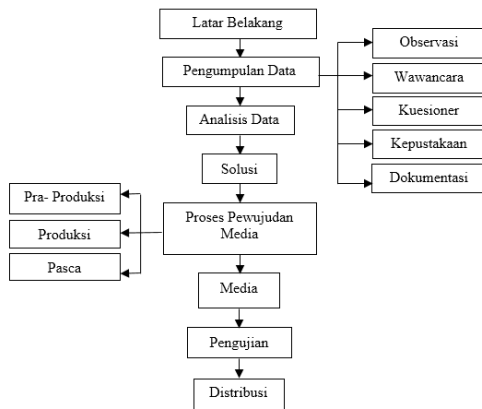 Latar Belakang
Pengumpulan Data
Observasi
Wawancara
Kuesioner
Kepustakaan
Dokumentasi
Analisis Data
Solusi
Proses Pewujudan
Media
Pra- Produksi
Produksi
Pasca
Media
Pengujian
Distribusi